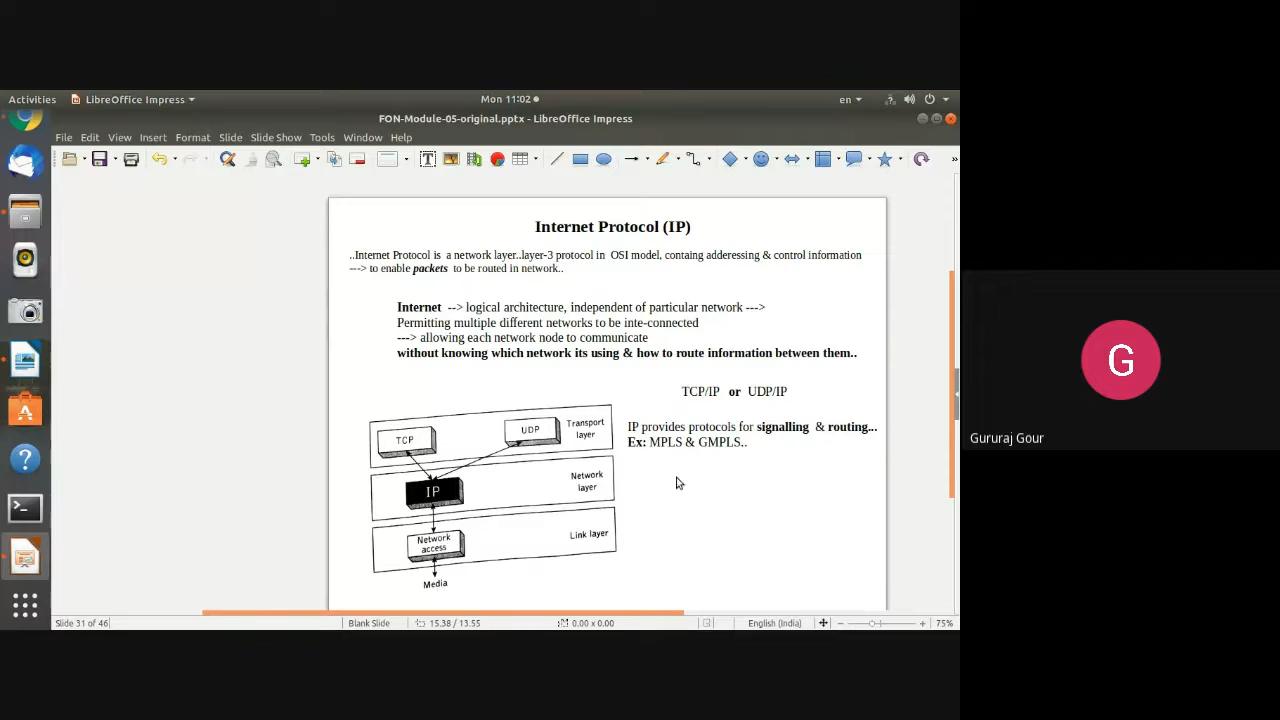 Activities LibreOffice Impress Mon 11:02 en
FON-Module-05-original.pptx - LibreOffice Impress
File Edit View Insert Format Slide Slide Show Tools Window Help
Internet Protocol (IP)
..Internet Protocol is a network layer..layer-3 protocol in OSI model, containg adderessing & control information
---> to enable packets to be routed in network..
Internet --> logical architecture, independent of particular network --->
Permitting multiple different networks to be inte-connected
---> allowing each network node to communicate
without knowing which network its using & how to route information between them..
TCP/IP or UDP/IP
IP provides protocols for signalling & routing...
Ex: MPLS & GMPLS..
TCP
UDP
Transport
layer
IP
Network
layer
Network
access
Link layer
Media
Slide 31 of 46 Blank Slide 15.38 / 13.55 0.00 x 0.00 English (India) 75%
G
Gururaj Gour